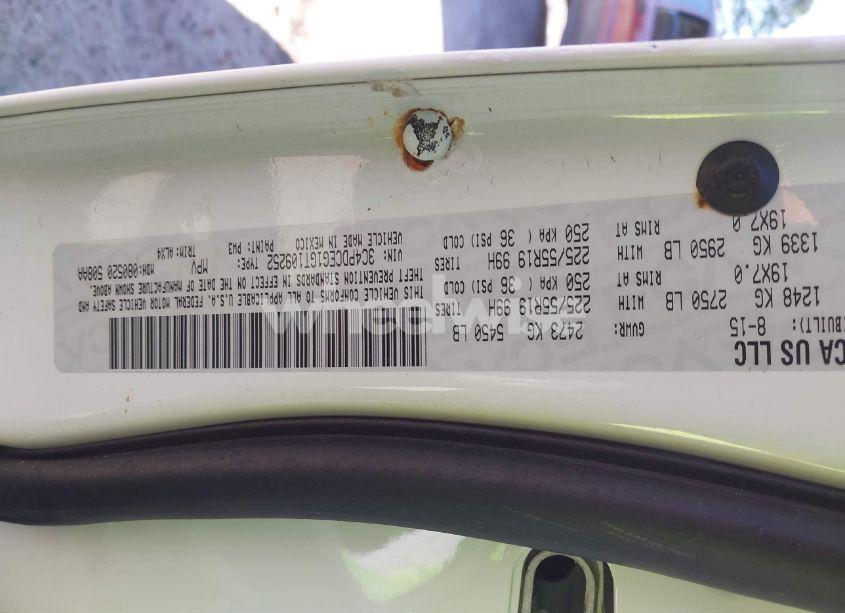 CA US LLC
BUILT): 8-15 GVWR: 2473 KG 5450 LB
1248 KG 2750 LB WITH 225/55R19 99H TIRES
19X7.0 RIMS AT 250 KPA ( 36 PSI) COLD
1339 KG 2950 LB WITH 225/55R19 99H TIRES
19X7.0 RIMS AT 250 KPA ( 36 PSI) COLD
THIS VEHICLE CONFORMS TO ALL APPLICABLE U.S.A. FEDERAL MOTOR VEHICLE SAFETY AND
THEFT PREVENTION STANDARDS IN EFFECT ON THE DATE OF MANUFACTURE SHOWN ABOVE.
VIN: TYPE: MPV MDH: 080520 508AA
VEHICLE MADE IN MEXICO PAINT: PW3 TRIM: ALX4